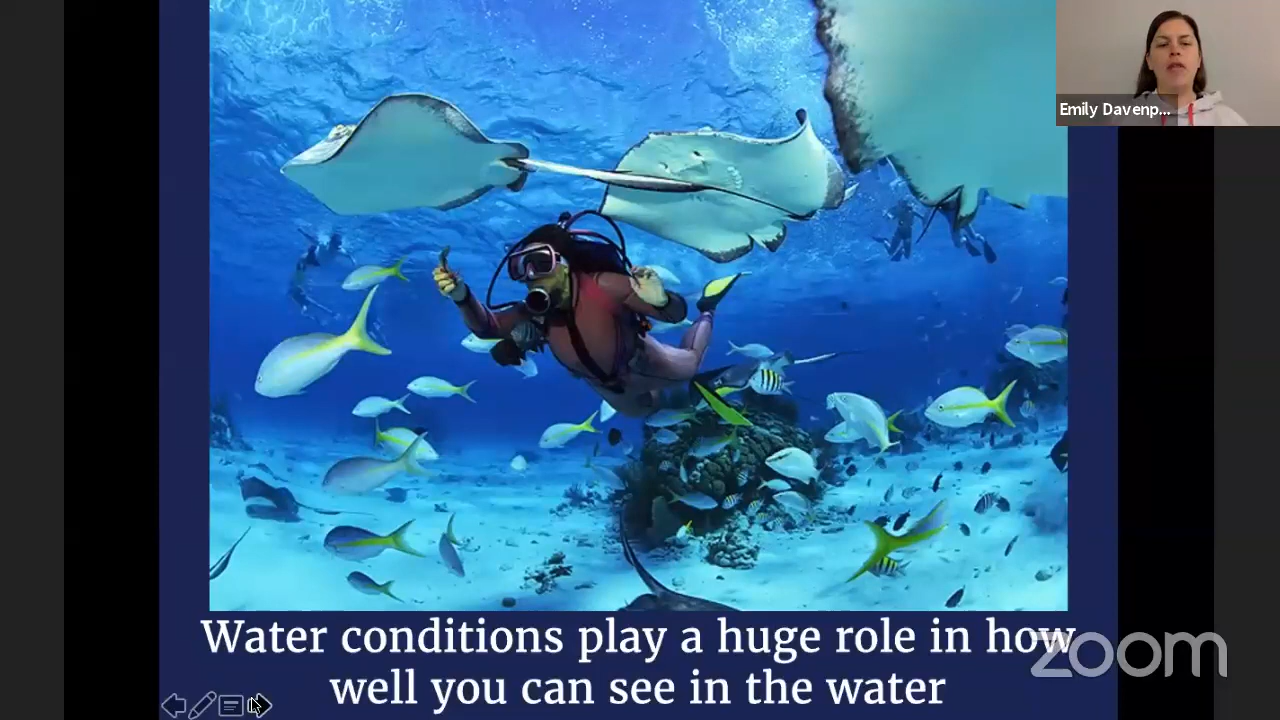 Emily Davenp...
Water conditions play a huge role in how
well you can see in the water
zoom